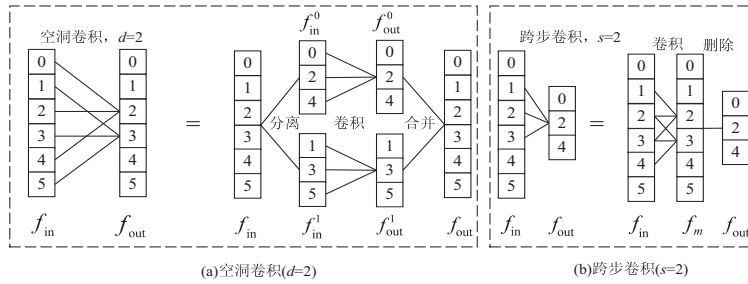 空洞卷积，d=2
f_in^0
f_out^0
跨步卷积，s=2
卷积
删除
0 1 2 3 4 5
0 1 2 3 4 5
=
0 1 2 3 4 5
分离
0 2 4
卷积
0 2 4
1 3 5
1 3 5
合并
0 1 2 3 4 5
f_in
f_out
f_in
f_in^1
f_out^1
f_out
0 1 2 3 4 5
0 2 4
=
0 1 2 3 4 5
0 1 2 3 4 5
0 2 4
f_in
f_out
f_in
f_m
f_out
(a)空洞卷积(d=2)
(b)跨步卷积(s=2)